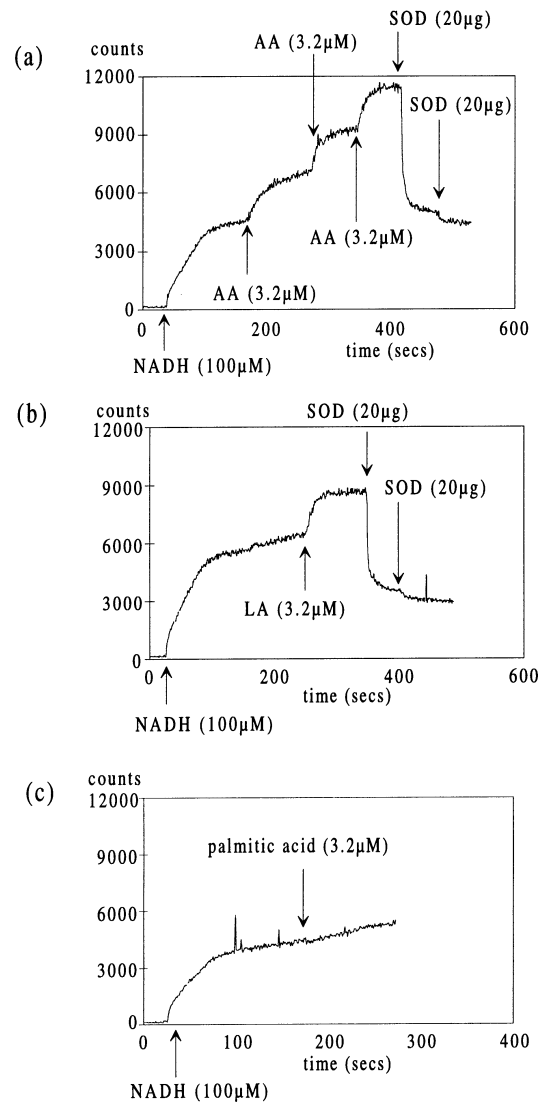 (a)
counts
AA (3.2μM)
SOD (20μg)
SOD (20μg)
12000
9000
6000
3000
0
AA (3.2μM)
AA (3.2μM)
0 200 400 600
time (secs)
NADH (100μM)
(b)
counts
SOD (20μg)
12000
9000
6000
3000
0
SOD (20μg)
LA (3.2μM)
0 200 400 600
time (secs)
NADH (100μM)
(c)
counts
12000
9000
6000
3000
0
palmitic acid (3.2μM)
0 100 200 300 400
time (secs)
NADH (100μM)